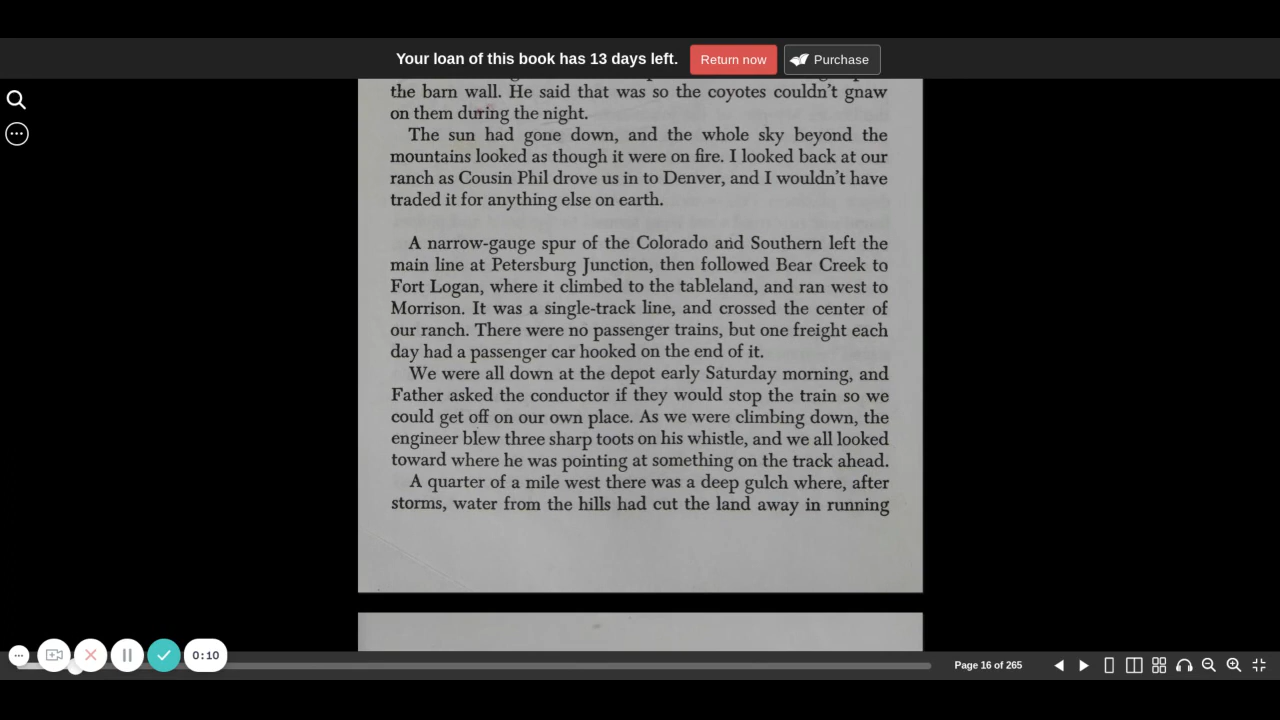 Your loan of this book has 13 days left. Return now Purchase
the barn wall. He said that was so the coyotes couldn't gnaw
on them during the night.
The sun had gone down, and the whole sky beyond the
mountains looked as though it were on fire. I looked back at our
ranch as Cousin Phil drove us in to Denver, and I wouldn't have
traded it for anything else on earth.
A narrow-gauge spur of the Colorado and Southern left the
main line at Petersburg Junction, then followed Bear Creek to
Fort Logan, where it climbed to the tableland, and ran west to
Morrison. It was a single-track line, and crossed the center of
our ranch. There were no passenger trains, but one freight each
day had a passenger car hooked on the end of it.
We were all down at the depot early Saturday morning, and
Father asked the conductor if they would stop the train so we
could get off on our own place. As we were climbing down, the
engineer blew three sharp toots on his whistle, and we all looked
toward where he was pointing at something on the track ahead.
A quarter of a mile west there was a deep gulch where, after
storms, water from the hills had cut the land away in running
0:10
Page 16 of 265